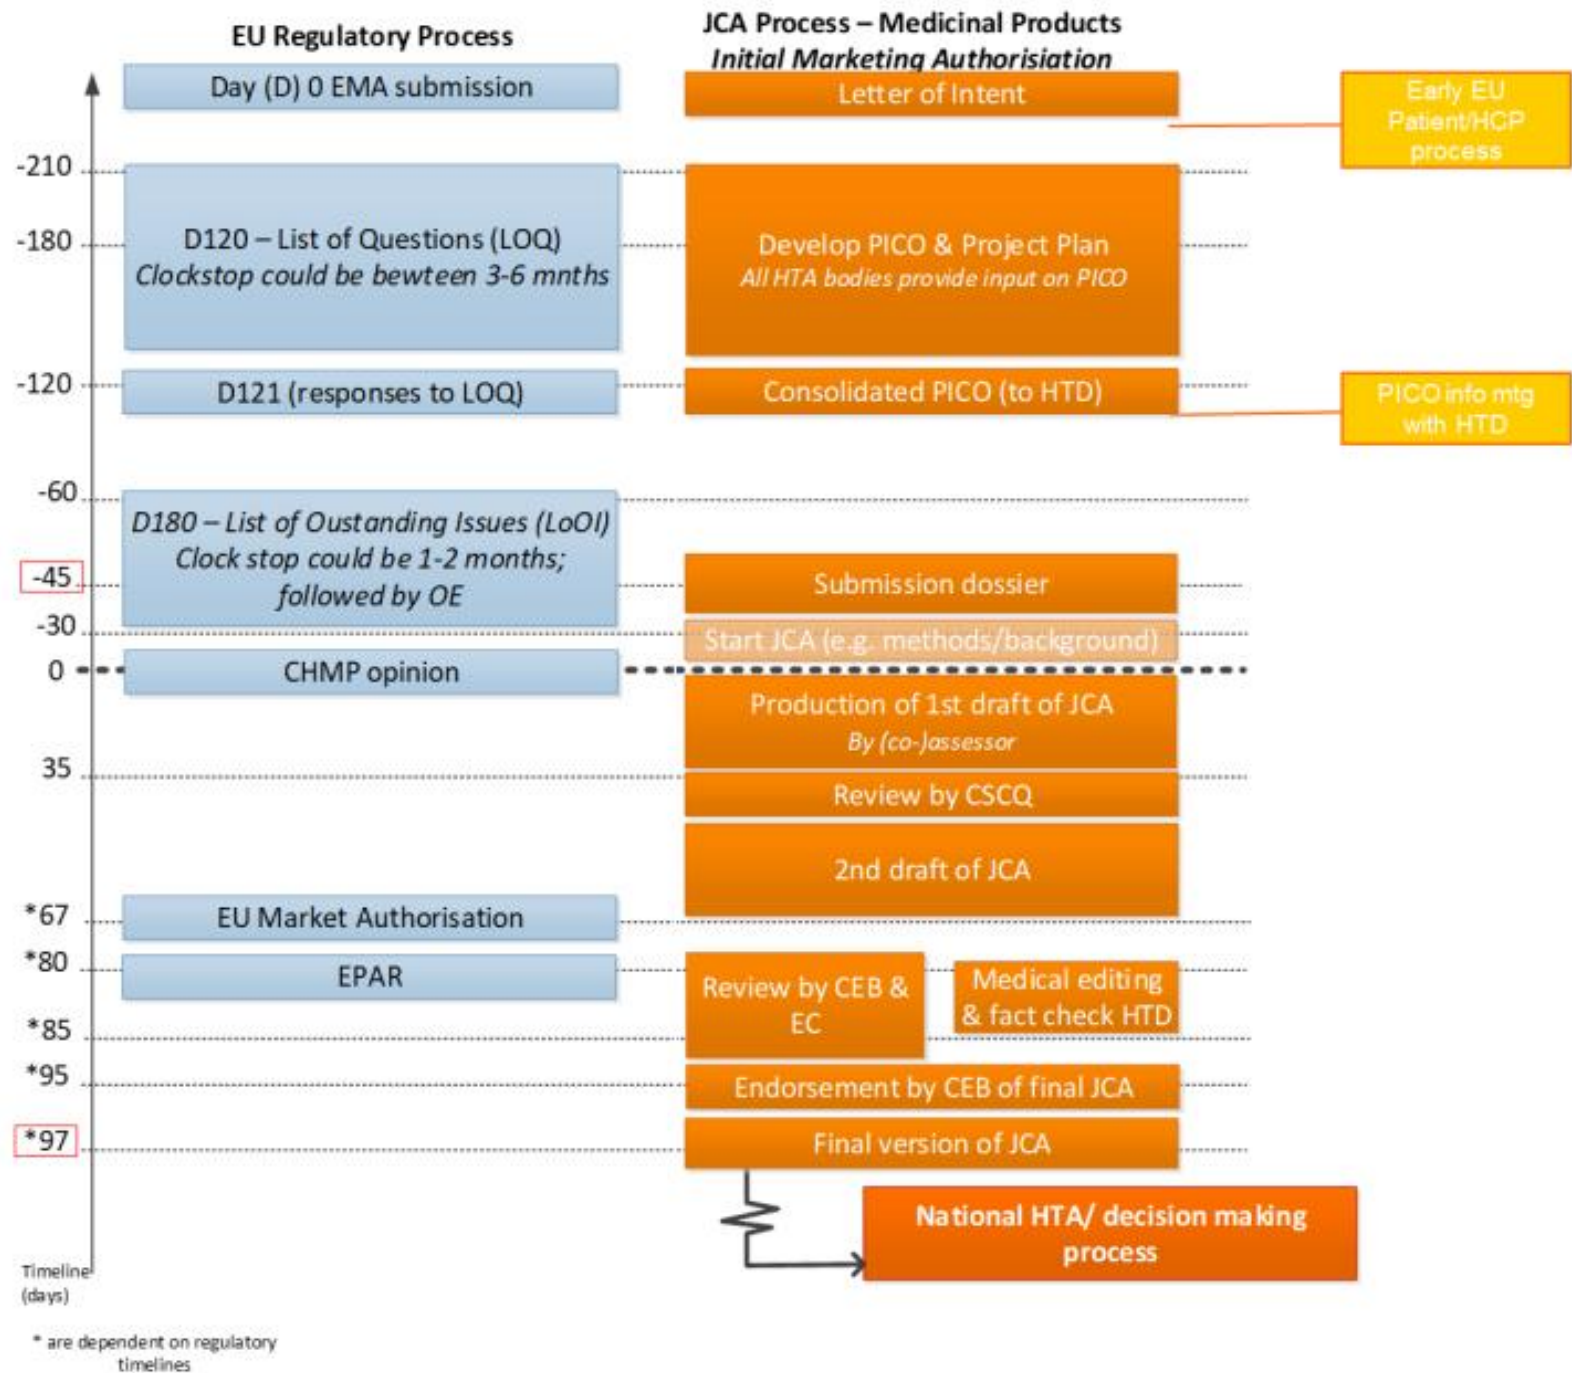 EU Regulatory Process
JCA Process – Medicinal Products
Initial Marketing Authorisiation
Day (D) 0 EMA submission
Letter of Intent
Early EU
Patient/HCP
process
-210
-180
D120 – List of Questions (LOQ)
Clockstop could be bewteen 3-6 mnths
Develop PICO & Project Plan
All HTA bodies provide input on PICO
-120
D121 (responses to LOQ)
Consolidated PICO (to HTD)
PICO info mtg
with HTD
-60
D180 – List of Oustanding Issues (LoOI)
Clock stop could be 1-2 months;
followed by OE
-45
Submission dossier
-30
Start JCA (e.g. methods/background)
0
CHMP opinion
Production of 1st draft of JCA
By (co-)assessor
35
Review by CSCQ
2nd draft of JCA
*67
EU Market Authorisation
*80
EPAR
Review by CEB &
EC
Medical editing
& fact check HTD
*85
*95
Endorsement by CEB of final JCA
*97
Final version of JCA
National HTA/ decision making
process
Timeline
(days)
* are dependent on regulatory
timelines